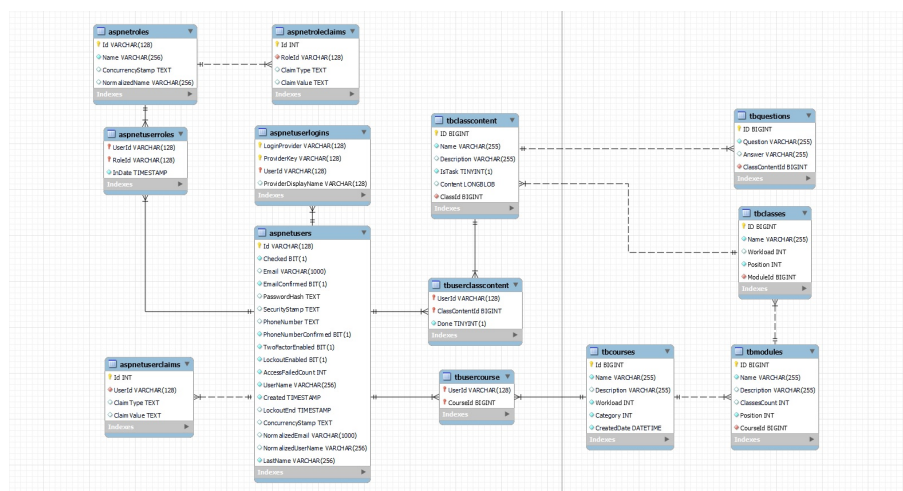 aspnetroles
Id VARCHAR(128)
Name VARCHAR(256)
ConcurrencyStamp TEXT
NormalizedName VARCHAR(256)
Indexes
aspnetroleclaims
Id INT
RoleId VARCHAR(128)
ClaimType TEXT
ClaimValue TEXT
Indexes
aspnetuserroles
UserId VARCHAR(128)
RoleId VARCHAR(128)
InDate TIMESTAMP
Indexes
aspnetuserlogins
LoginProvider VARCHAR(128)
ProviderKey VARCHAR(128)
UserId VARCHAR(128)
ProviderDisplayName VARCHAR(128)
Indexes
tbclasscontent
ID BIGINT
Name VARCHAR(255)
Description VARCHAR(255)
IsTask TINYINT(1)
Content LONGBLOB
ClassId BIGINT
Indexes
tbquestions
ID BIGINT
Question VARCHAR(255)
Answer VARCHAR(255)
ClassContentId BIGINT
Indexes
tbclasses
ID BIGINT
Name VARCHAR(255)
Workload INT
Position INT
ModuleId BIGINT
Indexes
aspnetusers
Id VARCHAR(128)
Checked BIT(1)
Email VARCHAR(1000)
EmailConfirmed BIT(1)
PasswordHash TEXT
SecurityStamp TEXT
PhoneNumber TEXT
PhoneNumberConfirmed BIT(1)
TwoFactorEnabled BIT(1)
LockoutEnabled BIT(1)
AccessFailedCount INT
UserName VARCHAR(256)
Created TIMESTAMP
LockoutEnd TIMESTAMP
ConcurrencyStamp TEXT
NormalizedEmail VARCHAR(1000)
NormalizedUserName VARCHAR(256)
LastName VARCHAR(256)
Indexes
tbuserclasscontent
UserId VARCHAR(128)
ClassContentId BIGINT
Done TINYINT(1)
Indexes
aspnetuserclaims
Id INT
UserId VARCHAR(128)
ClaimType TEXT
ClaimValue TEXT
Indexes
tbusercourse
UserId VARCHAR(128)
CourseId BIGINT
Indexes
tbcourses
Id BIGINT
Name VARCHAR(255)
Description VARCHAR(255)
Workload INT
Category INT
CreatedDate DATETIME
Indexes
tbmodules
ID BIGINT
Name VARCHAR(255)
Description VARCHAR(255)
ClassesCount INT
Position INT
CourseId BIGINT
Indexes